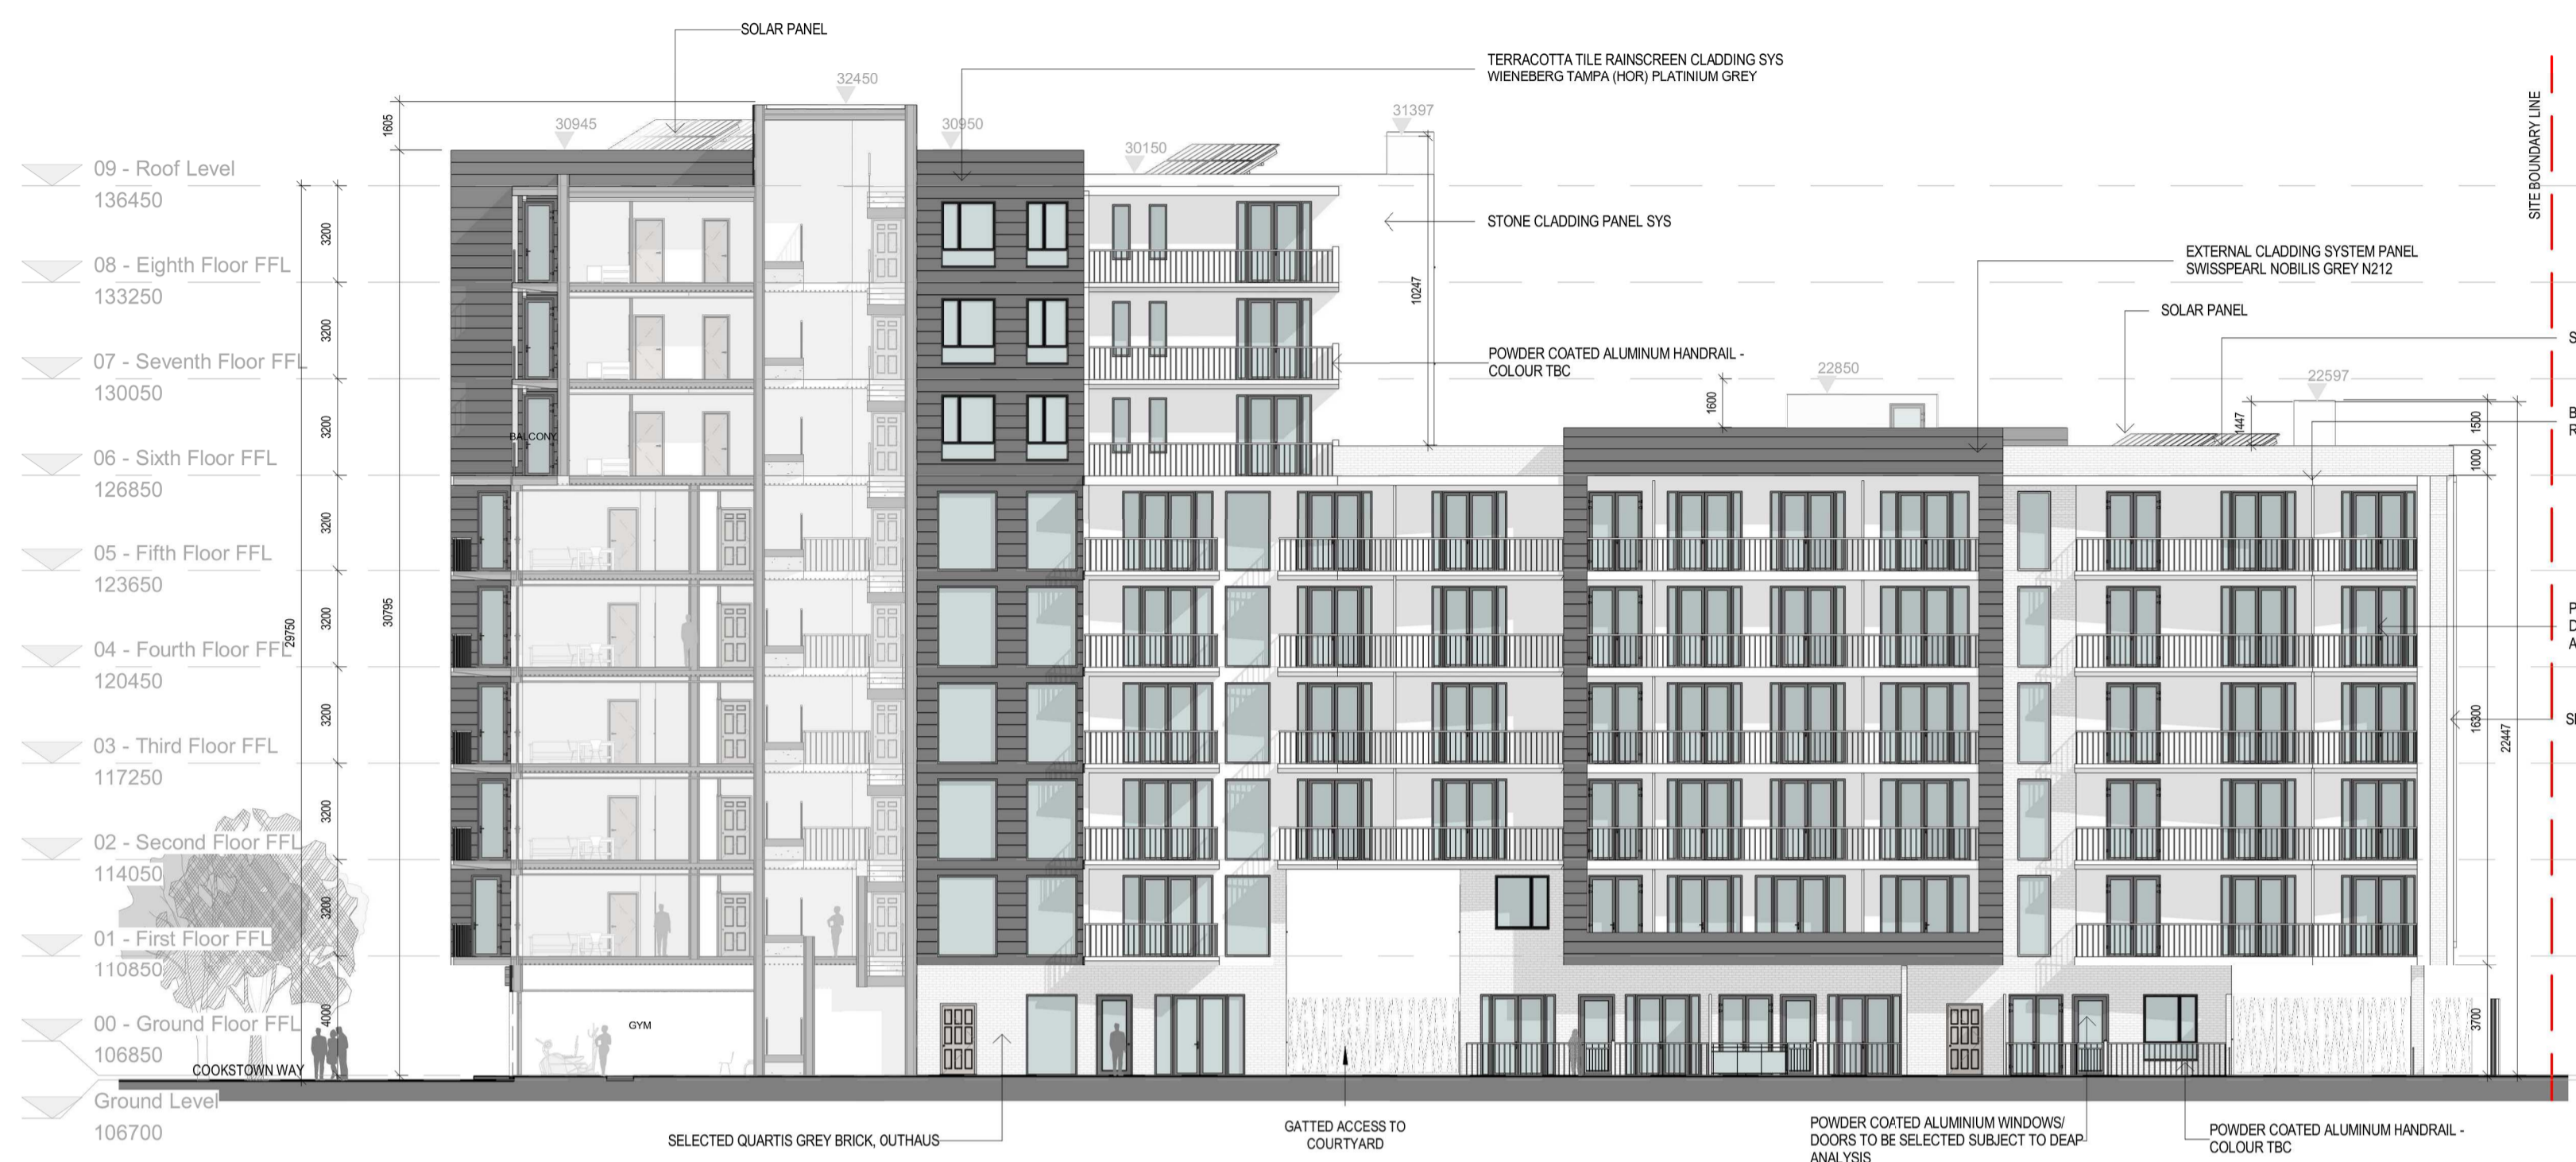 SOLAR PANEL
TERRACOTTA TILE RAINSCREEN CLADDING SYS
WIENEBERG TAMPA (HOR) PLATINIUM GREY
32450
30945
30950
30150
31397
1605
SITE BOUNDARY LINE
09 - Roof Level
136450
STONE CLADDING PANEL SYS
3200
08 - Eighth Floor FFL
133250
EXTERNAL CLADDING SYSTEM PANEL
SWISSPEARL NOBILIS GREY N212
10247
SOLAR PANEL
3200
07 - Seventh Floor FFL
130050
POWDER COATED ALUMINUM HANDRAIL -
COLOUR TBC
22850
22597
1600
1447
1500
3200
BALCONY
06 - Sixth Floor FFL
126850
1000
3200
05 - Fifth Floor FFL
123650
3200
29750
30795
04 - Fourth Floor FFL
120450
3200
16300
22447
03 - Third Floor FFL
117250
3200
02 - Second Floor FFL
114050
3200
01 - First Floor FFL
110850
4000
00 - Ground Floor FFL
106850
GYM
3700
COOKSTOWN WAY
Ground Level
106700
SELECTED QUARTIS GREY BRICK, OUTHAUS
GATTED ACCESS TO
COURTYARD
POWDER COATED ALUMINIUM WINDOWS/
DOORS TO BE SELECTED SUBJECT TO DEAP
ANALYSIS
POWDER COATED ALUMINUM HANDRAIL -
COLOUR TBC